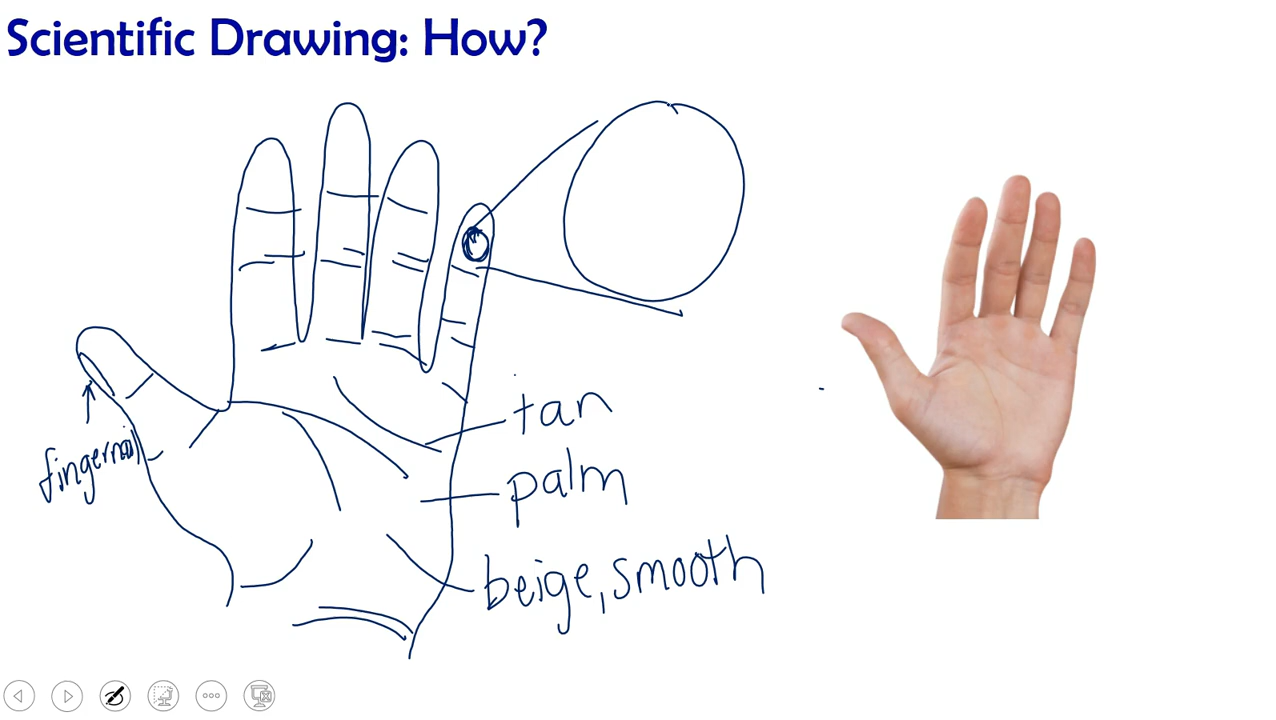 Scientific Drawing: How?
tan
fingernail
palm
beige, smooth